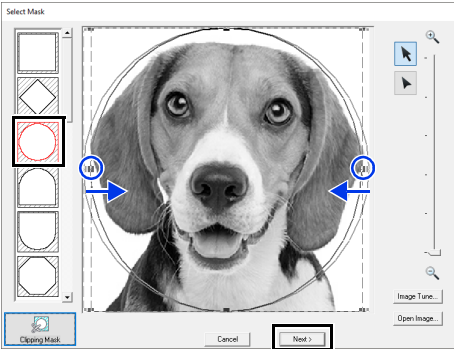 Select Mask
Image Tune...
Open Image...
Clipping Mask
Cancel
Next >